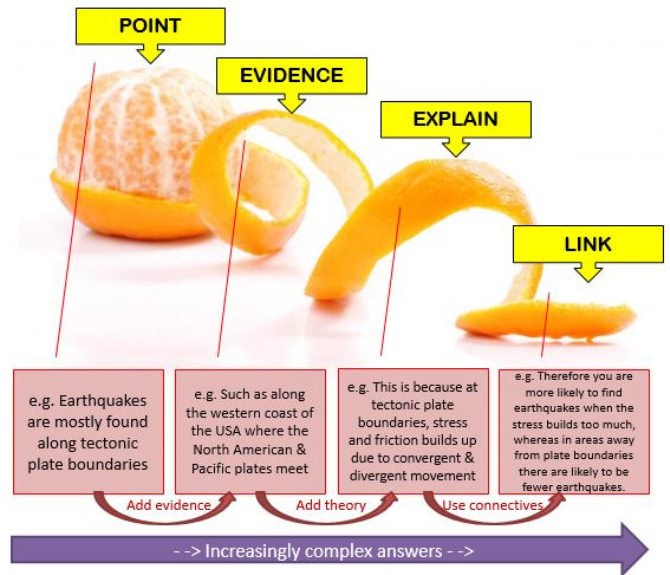 POINT
EVIDENCE
EXPLAIN
LINK
e.g. Earthquakes
are mostly found
along tectonic
plate boundaries
e.g. Such as along
the western coast of
the USA where the
North American &
Pacific plates meet
e.g. This is because at
tectonic plate
boundaries, stress
and friction builds up
due to convergent &
divergent movement
e.g. Therefore you are
more likely to find
earthquakes when the
stress builds too much,
whereas in areas away
from plate boundaries
there are likely to be
fewer earthquakes.
Add evidence
Add theory
Use connectives
- -> Increasingly complex answers - ->